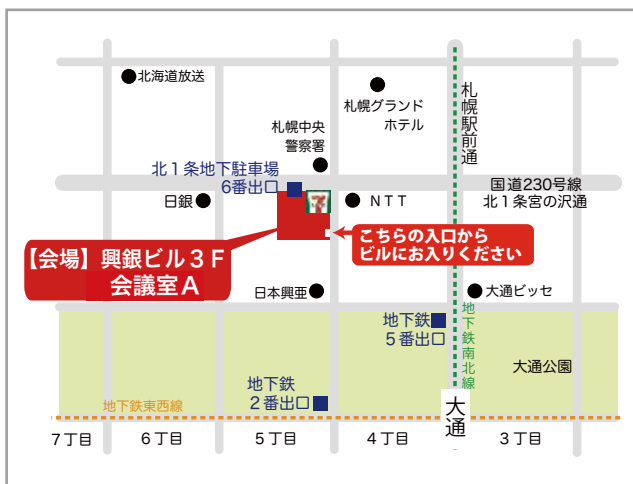 北海道放送
札幌グランド
ホテル
札幌駅前通
札幌中央
警察署
北１条地下駐車場
６番出口
国道230号線
北１条宮の沢通
日銀
7
ＮＴＴ
こちらの入口から
ビルにお入りください
【会場】興銀ビル３Ｆ
会議室Ａ
日本興亜
大通ビッセ
地下鉄
５番出口
地下鉄南北線
大通公園
地下鉄
２番出口
地下鉄東西線
大通
７丁目
６丁目
５丁目
４丁目
３丁目